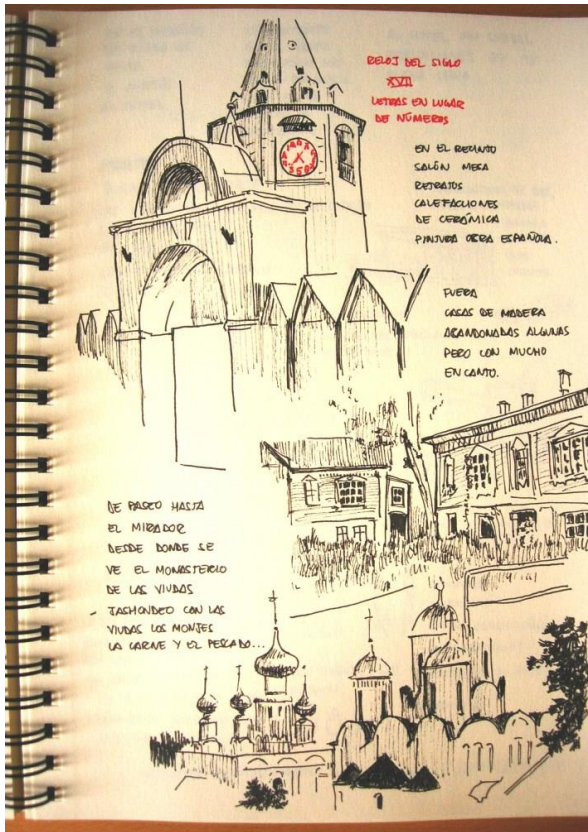 RELOJ DEL SIGLO
XVII
LETRAS EN LUGAR
DE NÚMEROS
EN EL RECINTO
SALÓN MESA
RETRATOS
CALEFACCIONES
DE CERÁMICA
PINTURA OBRA ESPAÑOLA.
FUERA
CASAS DE MADERA
ABANDONADAS ALGUNAS
PERO CON MUCHO
ENCANTO.
DE PASEO HASTA
EL MIRADOR
DESDE DONDE SE
VE EL MONASTERIO
DE LAS VIUDAS
CON LAS
VIUDAS LOS MONJES
LA CARNE Y EL PESCADO...